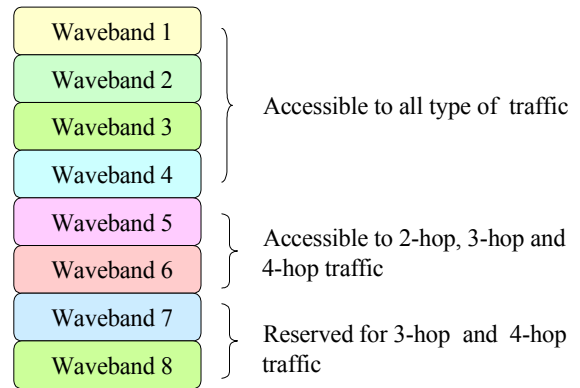 Waveband 1
Waveband 2
Waveband 3
Waveband 4
Waveband 5
Waveband 6
Waveband 7
Waveband 8
Accessible to all type of traffic
Accessible to 2-hop, 3-hop and
4-hop traffic
Reserved for 3-hop and 4-hop
traffic